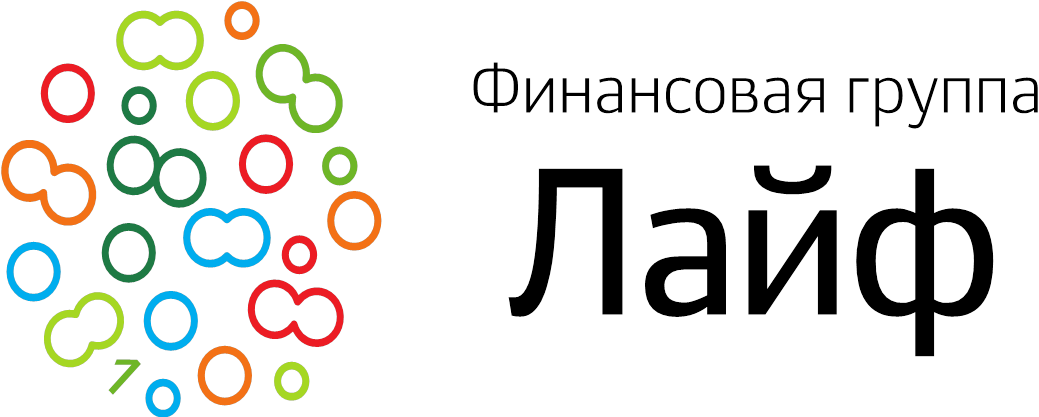 Финансовая группа
Лайф